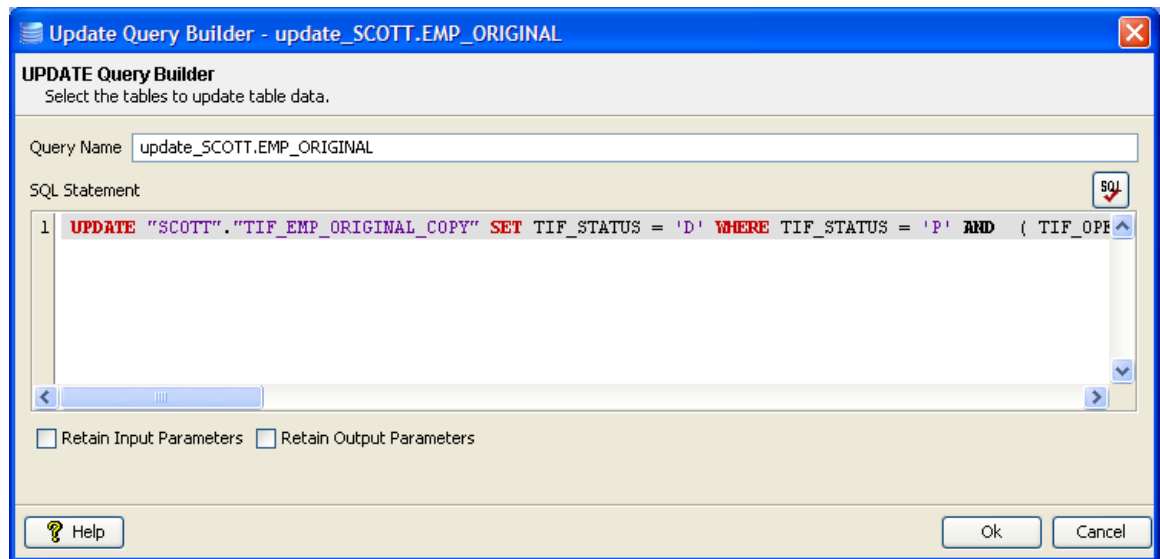 Update Query Builder - update_SCOTT.EMP_ORIGINAL
UPDATE Query Builder
Select the tables to update table data.
Query Name update_SCOTT.EMP_ORIGINAL
SQL Statement
SQL
1 UPDATE "SCOTT"."TIF_EMP_ORIGINAL_COPY" SET TIF_STATUS = 'D' WHERE TIF_STATUS = 'P' AND ( TIF_OPE
Retain Input Parameters Retain Output Parameters
? Help Ok Cancel